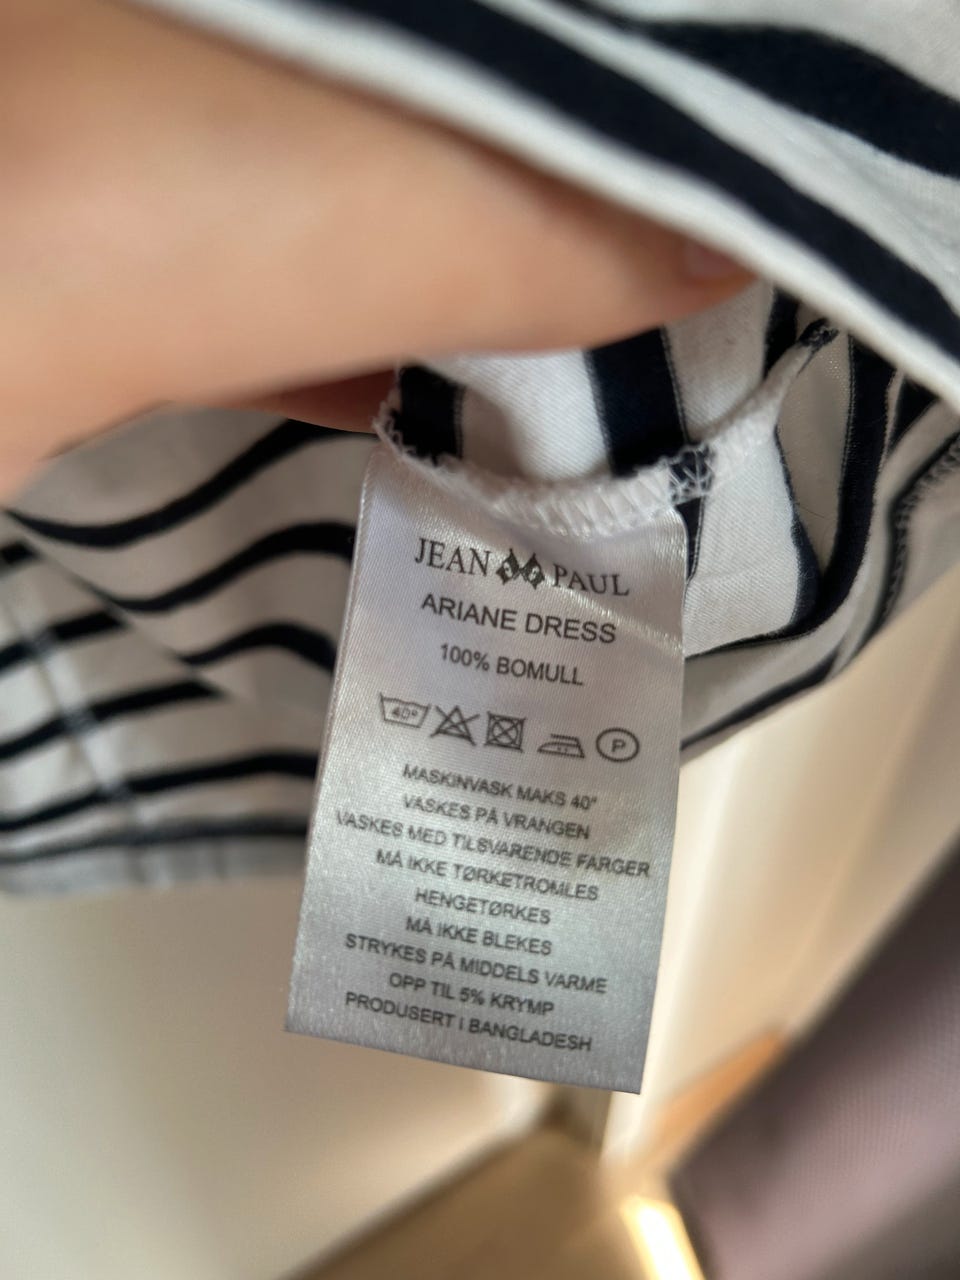 JEAN PAUL
ARIANE DRESS
100% BOMULL
40° P
MASKINVASK MAKS 40°
VASKES PÅ VRANGEN
VASKES MED TILSVARENDE FARGER
MÅ IKKE TØRKETROMLES
HENGETØRKES
MÅ IKKE BLEKES
STRYKES PÅ MIDDELS VARME
OPP TIL 5% KRYMP
PRODUSERT I BANGLADESH